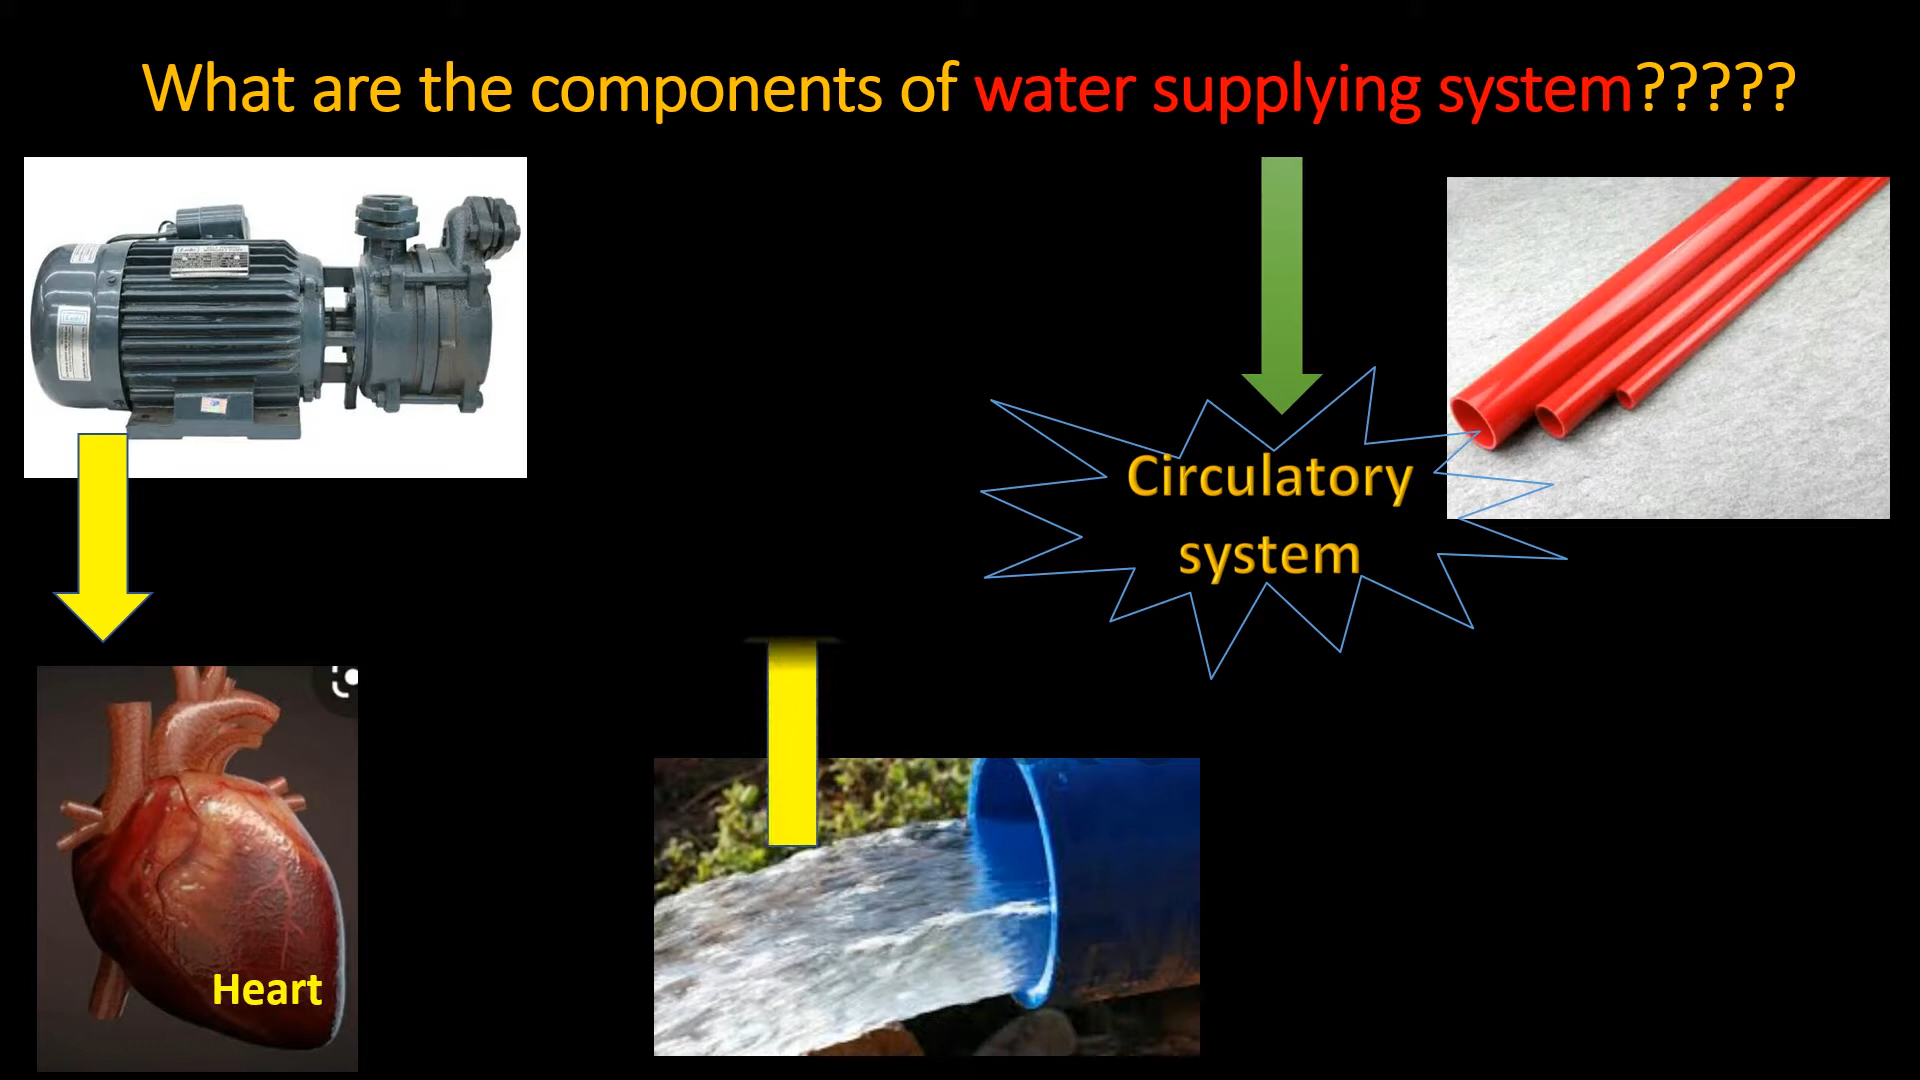 What are the components of water supplying system?????
Circulatory
system
Heart